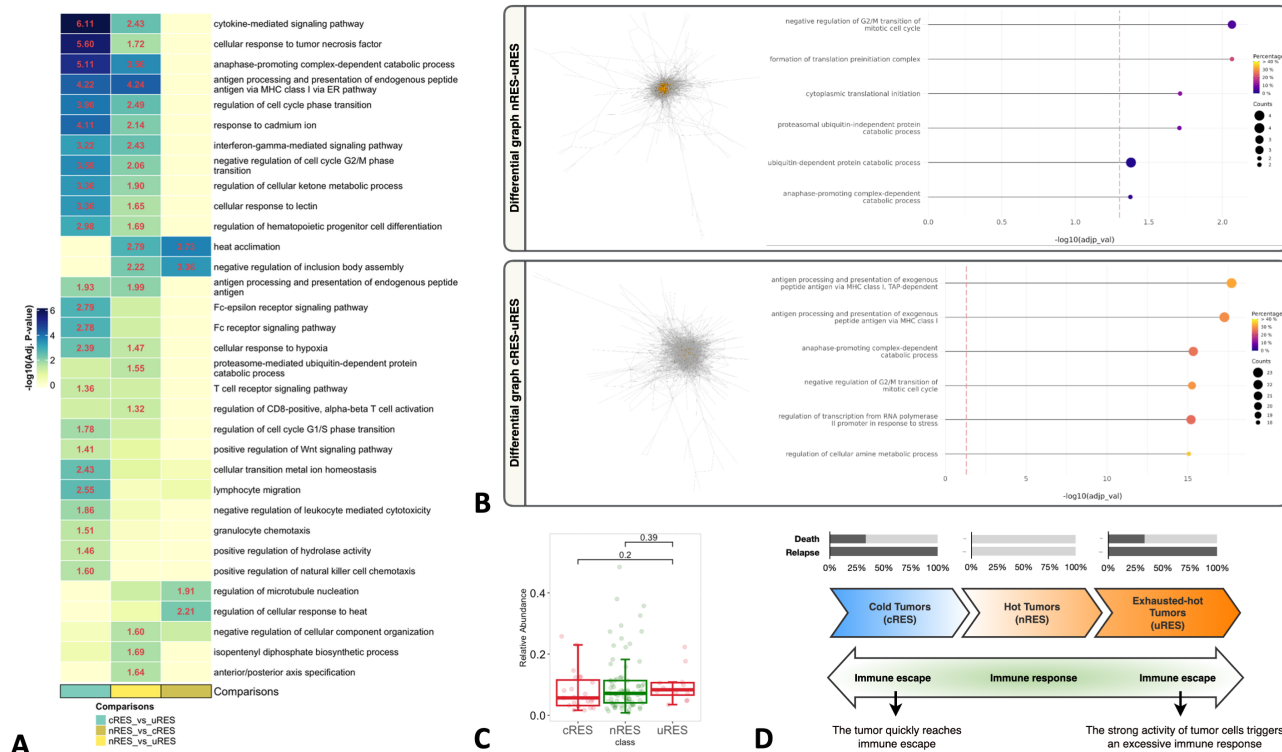 A
-log10(Adj. P-value)
6
4
2
0
6.11 2.43 cytokine-mediated signaling pathway
5.60 1.72 cellular response to tumor necrosis factor
5.11 anaphase-promoting complex-dependent catabolic process
4.22 4.24 antigen processing and presentation of endogenous peptide
antigen via MHC class I via ER pathway
2.49 regulation of cell cycle phase transition
4.11 2.14 response to cadmium ion
3.22 2.43 interferon-gamma-mediated signaling pathway
2.06 negative regulation of cell cycle G2/M phase
transition
1.90 regulation of cellular ketone metabolic process
1.65 cellular response to lectin
2.98 1.69 regulation of hematopoietic progenitor cell differentiation
2.79 heat acclimation
2.22 negative regulation of inclusion body assembly
1.93 1.99 antigen processing and presentation of endogenous peptide
antigen
2.79 Fc-epsilon receptor signaling pathway
2.78 Fc receptor signaling pathway
2.39 1.47 cellular response to hypoxia
1.55 proteasome-mediated ubiquitin-dependent protein
catabolic process
1.36 T cell receptor signaling pathway
1.32 regulation of CD8-positive, alpha-beta T cell activation
1.78 regulation of cell cycle G1/S phase transition
1.41 positive regulation of Wnt signaling pathway
2.43 cellular transition metal ion homeostasis
2.55 lymphocyte migration
1.86 negative regulation of leukocyte mediated cytotoxicity
1.51 granulocyte chemotaxis
1.46 positive regulation of hydrolase activity
1.60 positive regulation of natural killer cell chemotaxis
1.91 regulation of microtubule nucleation
2.21 regulation of cellular response to heat
1.60 negative regulation of cellular component organization
1.69 isopentenyl diphosphate biosynthetic process
1.64 anterior/posterior axis specification
Comparisons
Comparisons
cRES_vs_uRES
nRES_vs_cRES
nRES_vs_uRES
B
Differential graph nRES-uRES
negative regulation of G2/M transition of
mitotic cell cycle
formation of translation preinitiation complex
cytoplasmic translational initiation
proteasomal ubiquitin-independent protein
catabolic process
ubiquitin-dependent protein catabolic process
anaphase-promoting complex-dependent
catabolic process
0.0 0.5 1.0 1.5 2.0
-log10(adjp_val)
Percentage
> 40 %
30 %
20 %
10 %
0 %
Counts
4
4
3
3
2
2
Differential graph cRES-uRES
antigen processing and presentation of exogenous
peptide antigen via MHC class I, TAP-dependent
antigen processing and presentation of exogenous
peptide antigen via MHC class I
anaphase-promoting complex-dependent
catabolic process
negative regulation of G2/M transition of
mitotic cell cycle
regulation of transcription from RNA polymerase
II promoter in response to stress
regulation of cellular amine metabolic process
0 5 10 15
-log10(adjp_val)
Percentage
> 40 %
30 %
20 %
10 %
0 %
Counts
23
22
21
20
19
18
C
Relative Abundance
0.4
0.2
0.0
0.39
0.2
cRES nRES uRES
class
D
Death
Relapse
0% 25% 50% 75% 100%
0% 25% 50% 75% 100%
0% 25% 50% 75% 100%
Cold Tumors
(cRES)
Hot Tumors
(nRES)
Exhausted-hot
Tumors
(uRES)
Immune escape Immune response Immune escape
The tumor quickly reaches
immune escape
The strong activity of tumor cells triggers
an excessive immune response